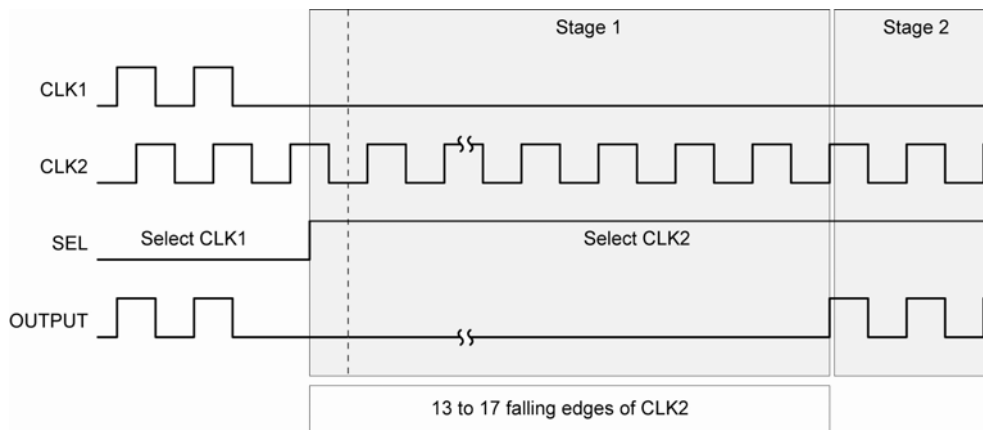 Stage 1
Stage 2
CLK1
CLK2
SEL
Select CLK1
Select CLK2
OUTPUT
13 to 17 falling edges of CLK2